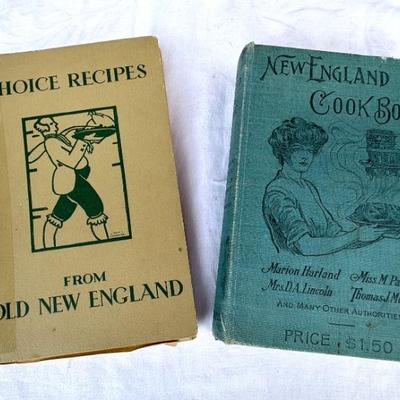 HOICE RECIPES
FROM
OLD NEW ENGLAND
NEW ENGLAND
COOK BO
Marion Harland
Miss M. Pa
Mrs. D.A. Lincoln
Thomas J. M
AND MANY OTHER AUTHORITIES
PRICE, $1.50